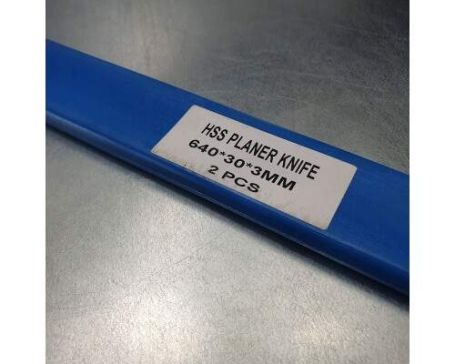 HSS PLANER KNIFE
640*30*3MM
2 PCS